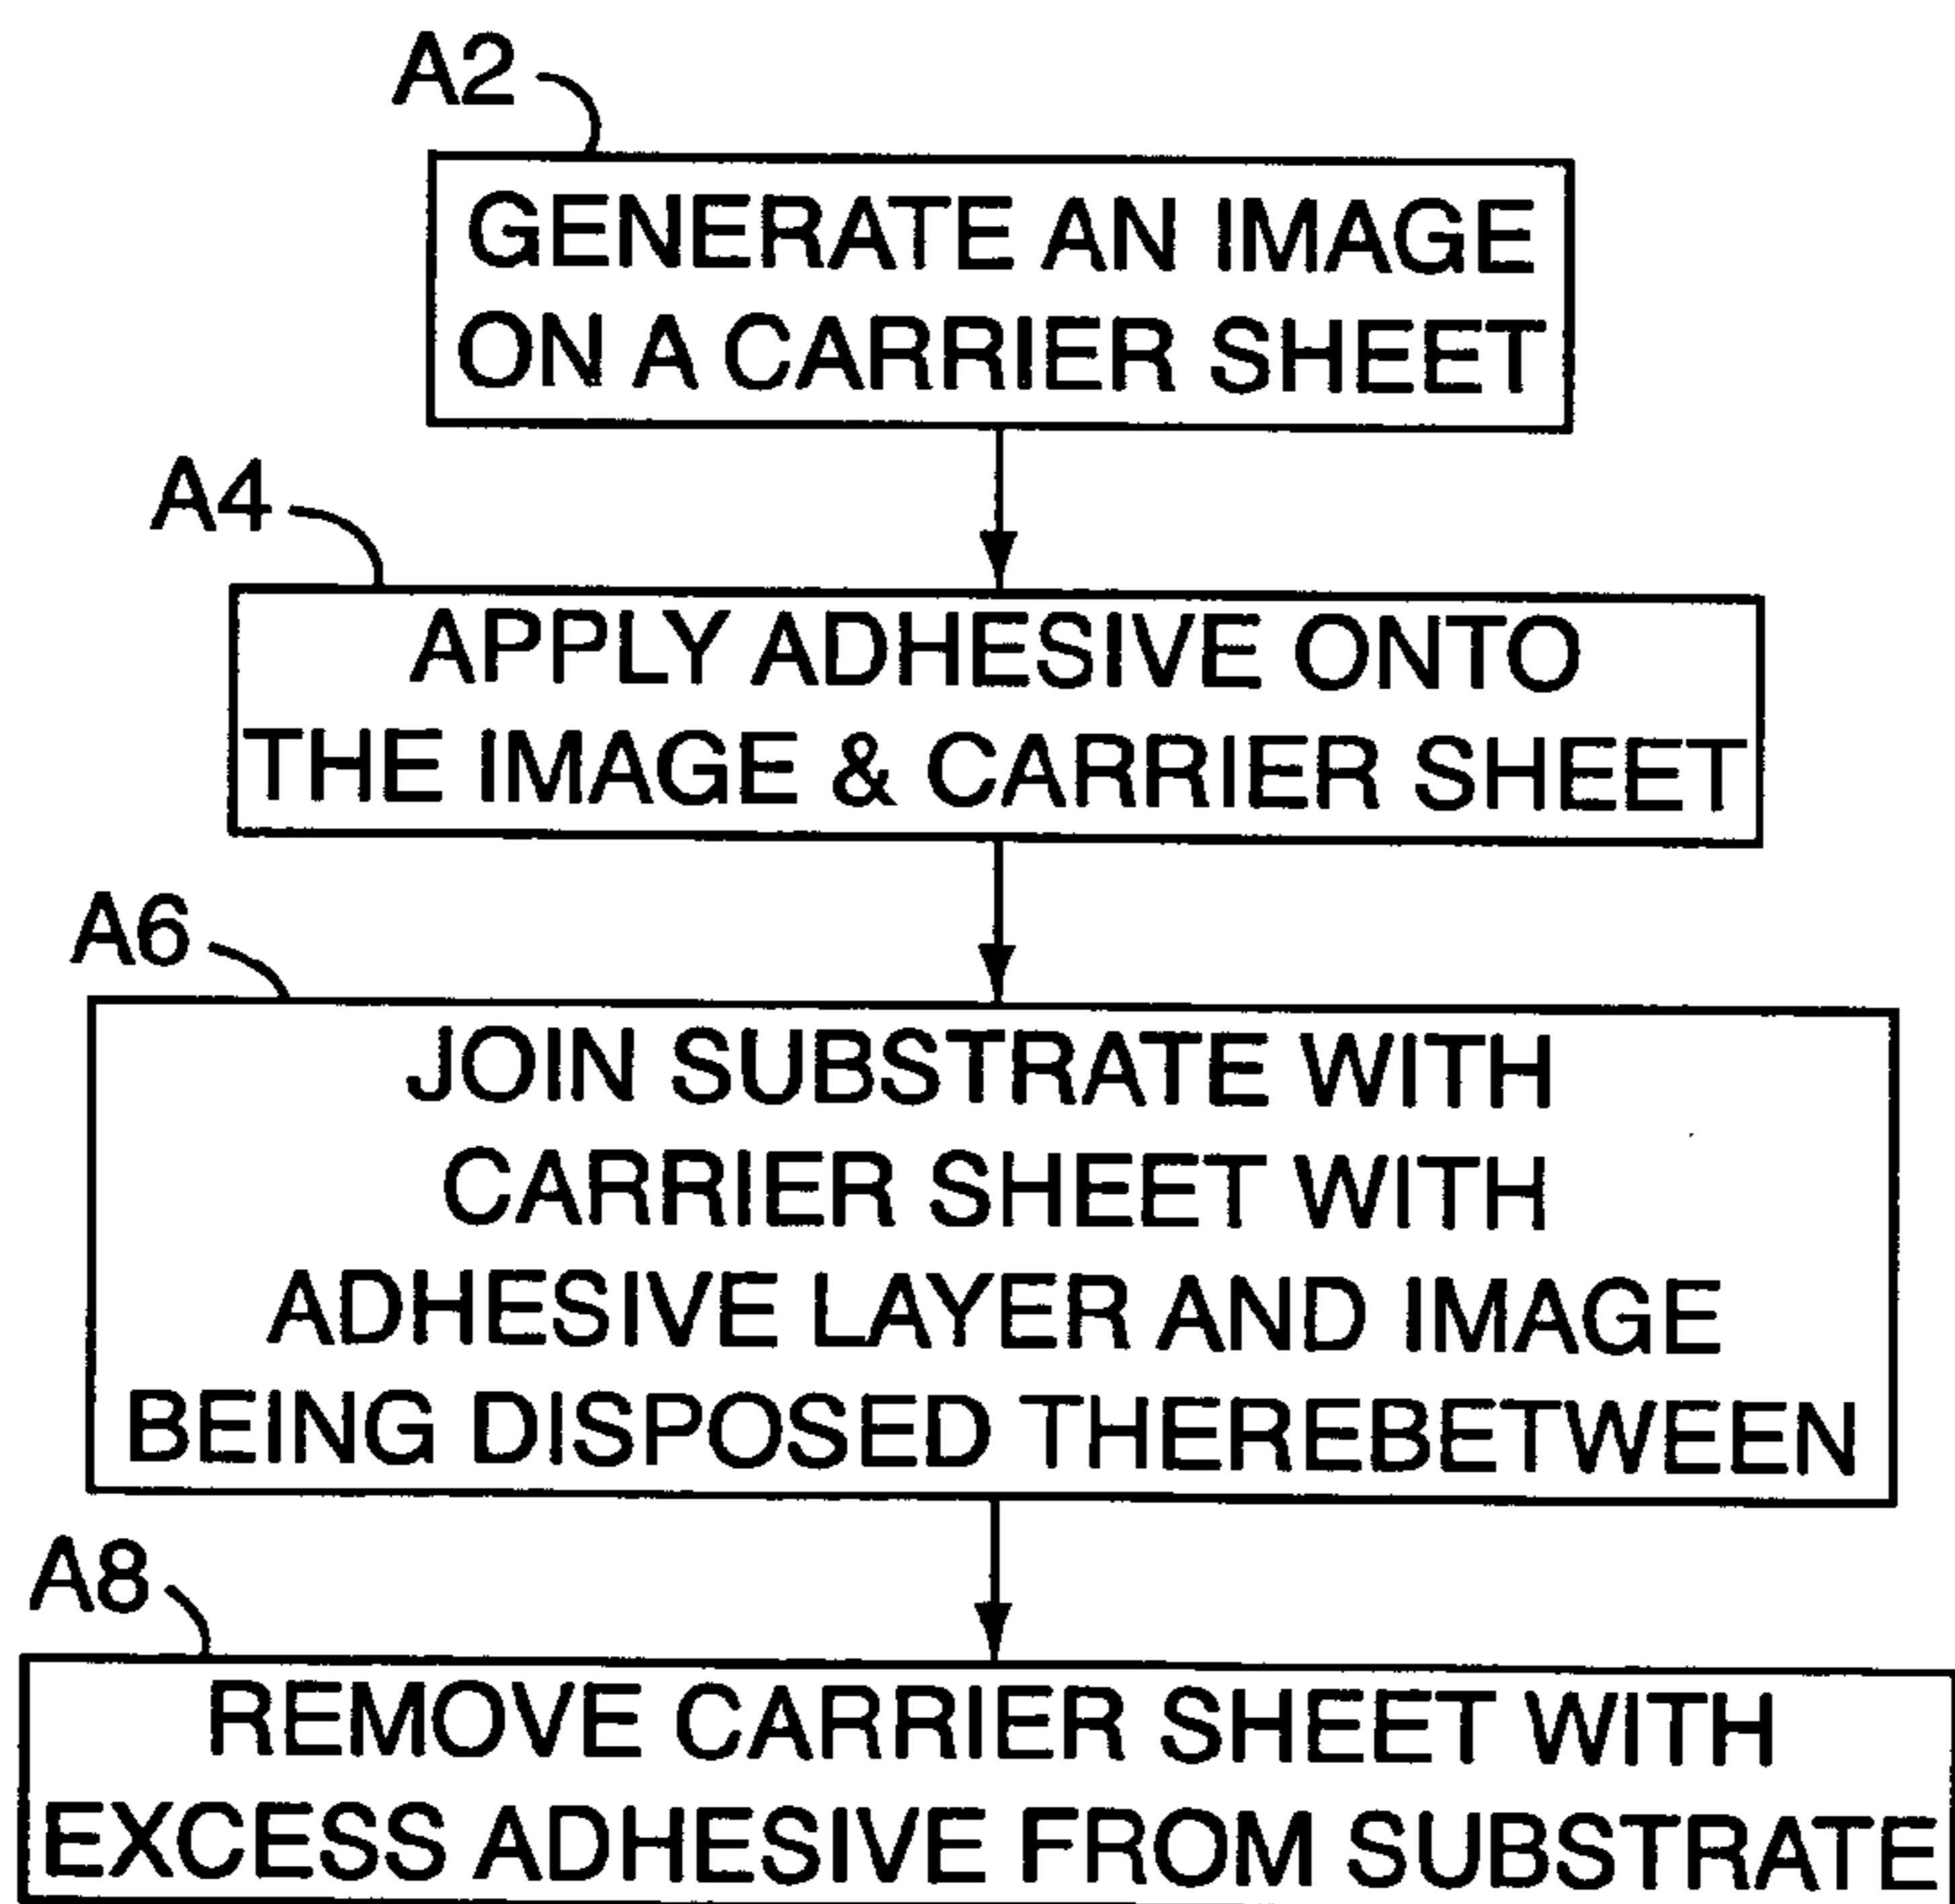 A2
GENERATE AN IMAGE
ON A CARRIER SHEET
A4
APPLY ADHESIVE ONTO
THE IMAGE & CARRIER SHEET
A6
JOIN SUBSTRATE WITH
CARRIER SHEET WITH
ADHESIVE LAYER AND IMAGE
BEING DISPOSED THEREBETWEEN
A8
REMOVE CARRIER SHEET WITH
EXCESS ADHESIVE FROM SUBSTRATE